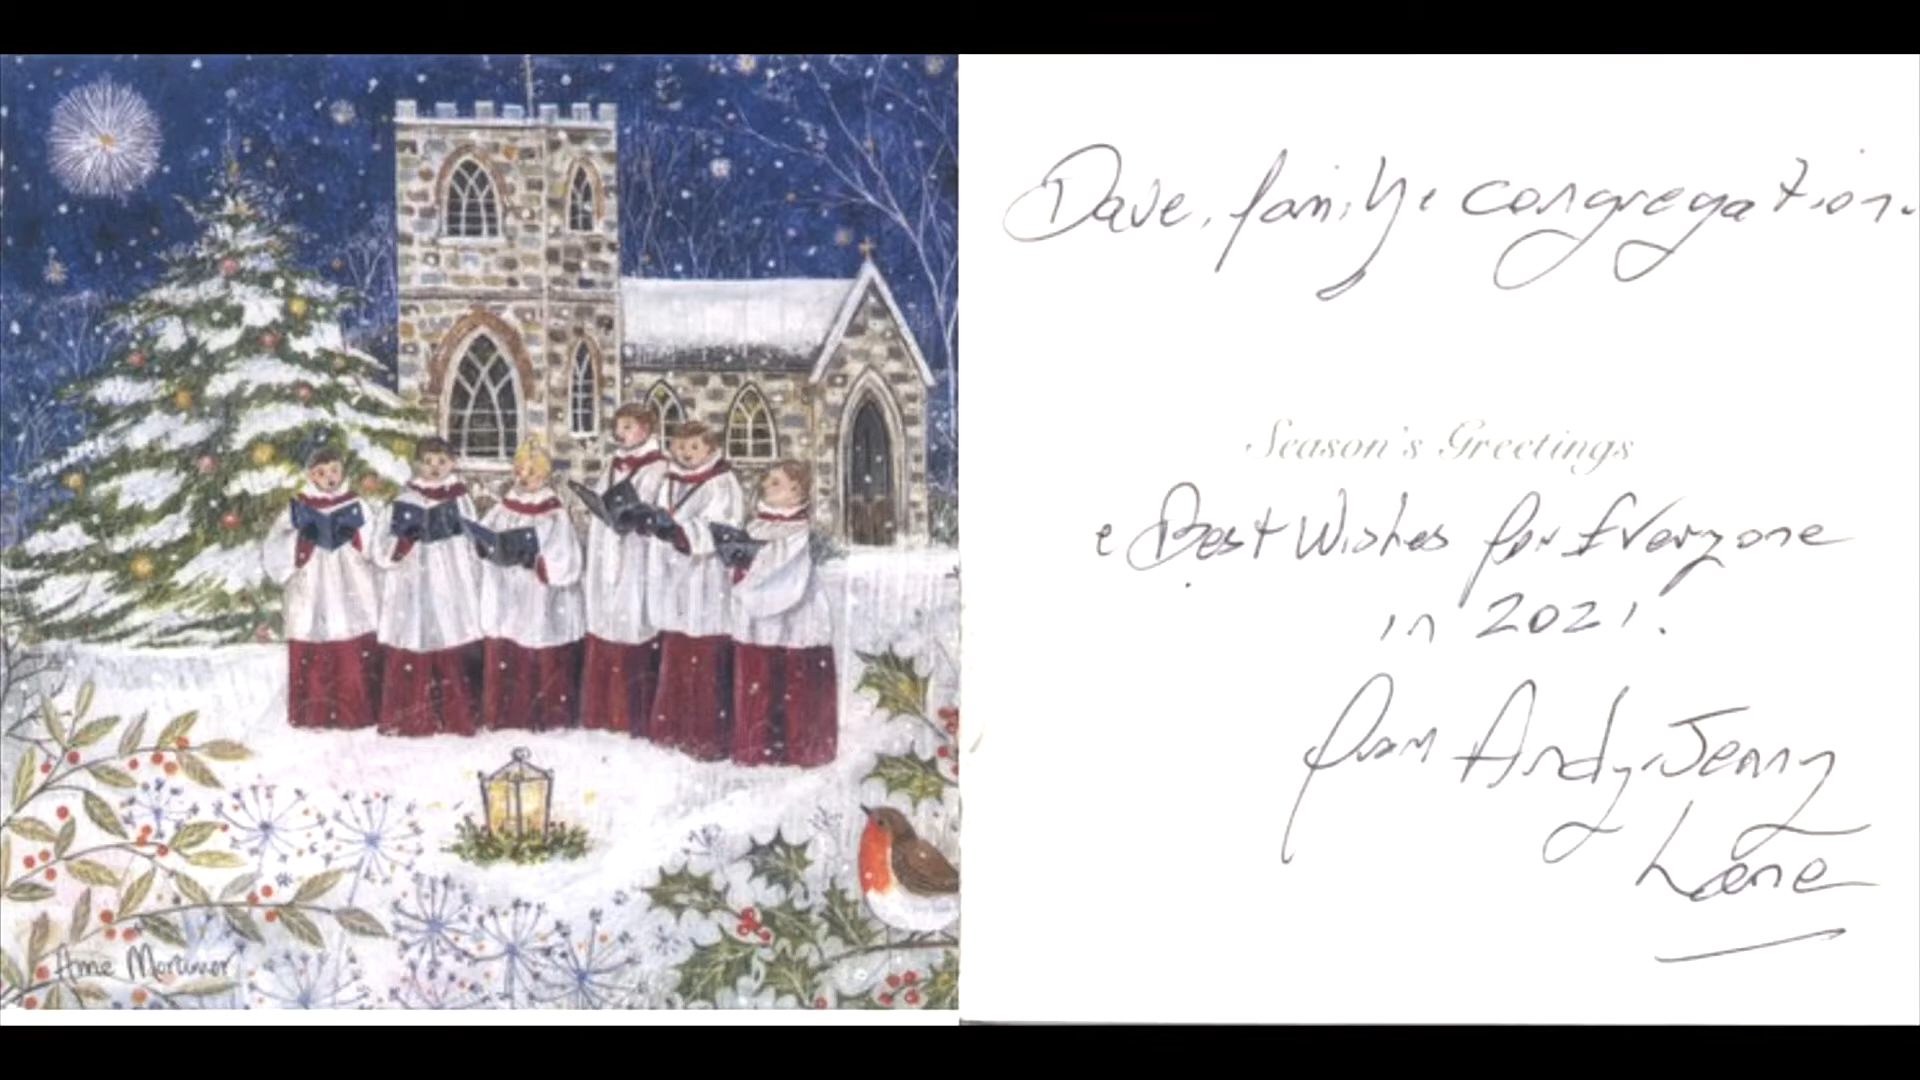 Anne Mortimer
Dave, family & congregation.
Season's Greetings
& Best Wishes for Everyone
in 2021.
from Andy & Jenny
Lane